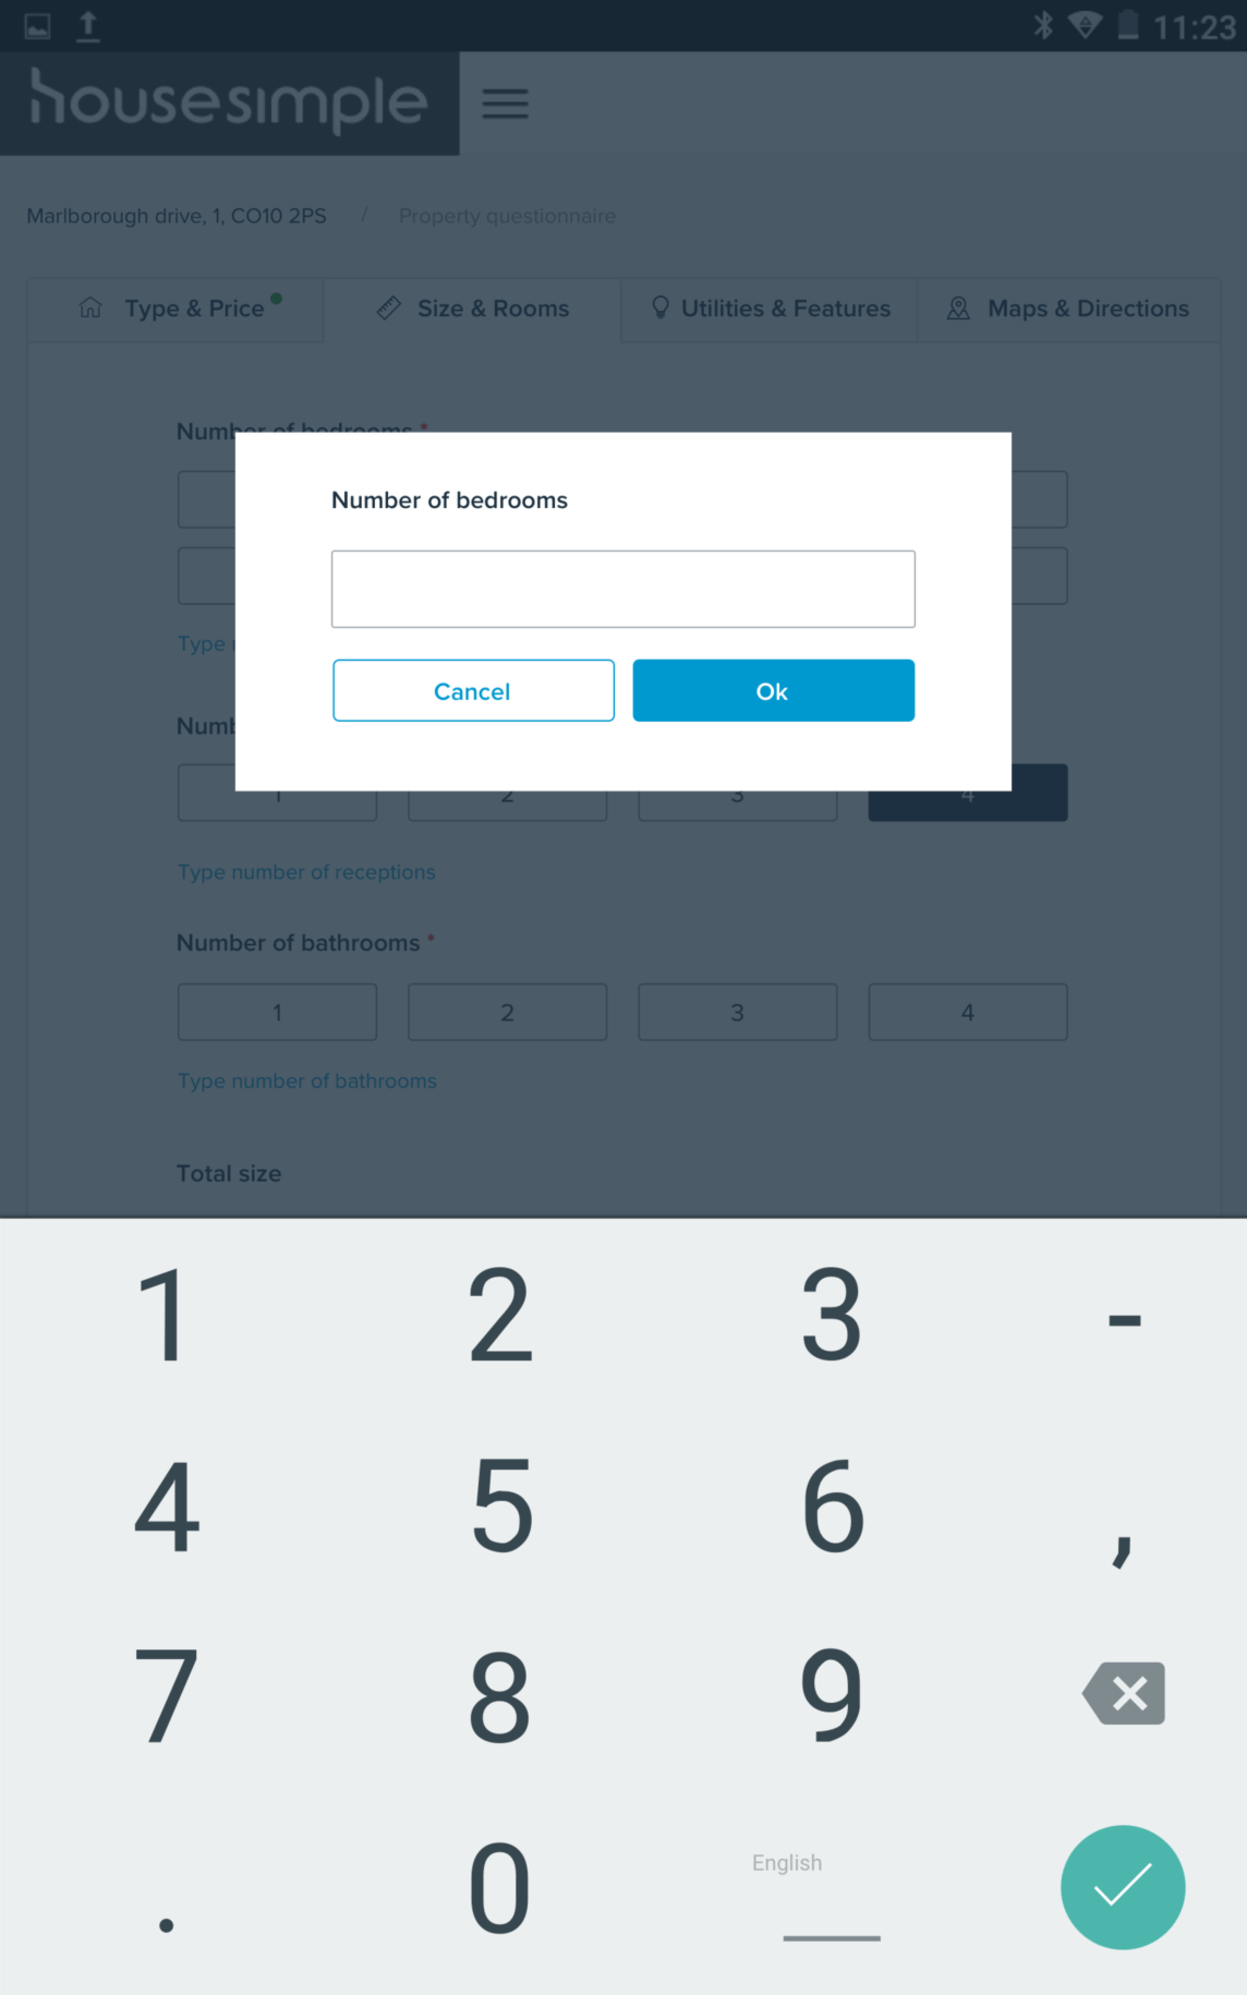 11:23
housesimple
Marlborough drive, 1, CO10 2PS / Property questionnaire
Type & Price Size & Rooms Utilities & Features Maps & Directions
Number of bedrooms *
Number of bedrooms
Type
Cancel Ok
1 2 3 4
Type number of receptions
Number of bathrooms *
1 2 3 4
Type number of bathrooms
Total size
1 2 3 -
4 5 6 ,
7 8 9
English
. 0